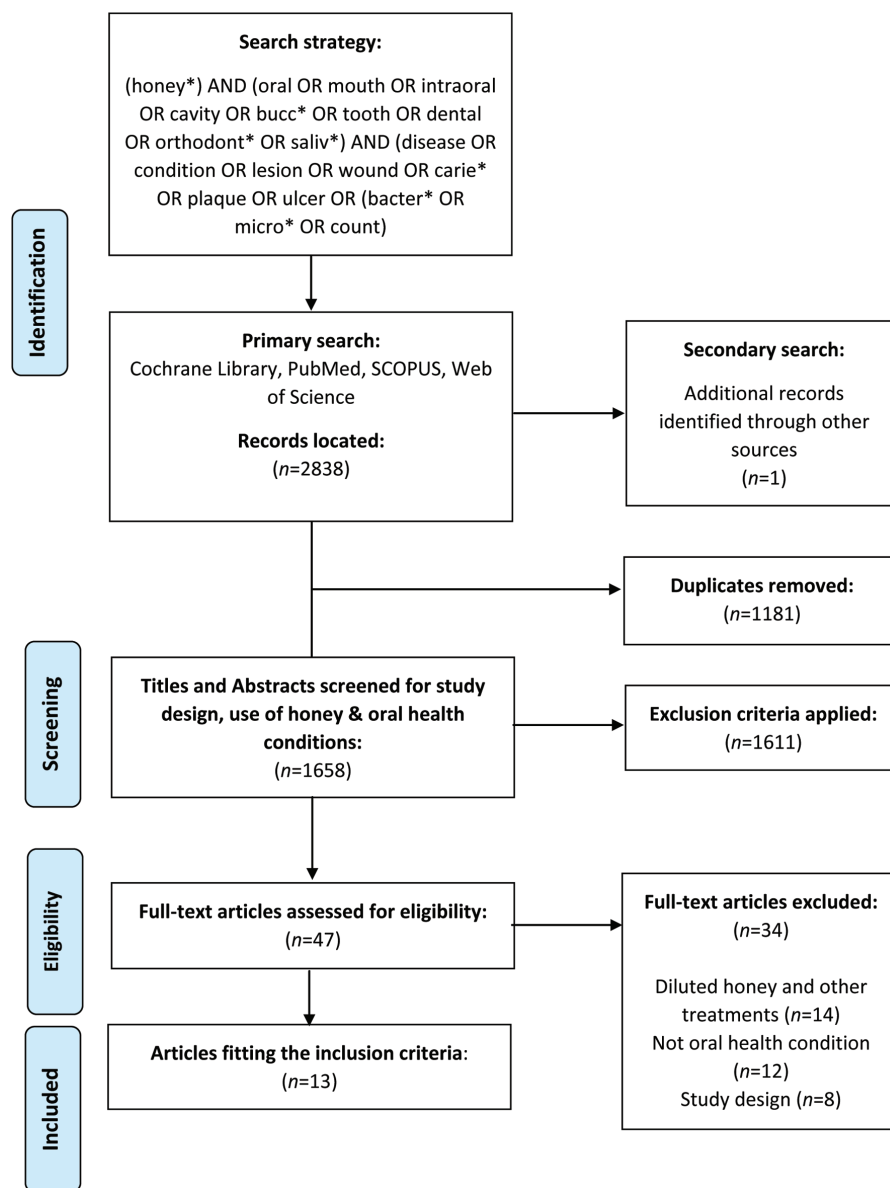 Search strategy:
(honey*) AND (oral OR mouth OR intraoral
OR cavity OR bucc* OR tooth OR dental
OR orthodont* OR saliv*) AND (disease OR
condition OR lesion OR wound OR carie*
OR plaque OR ulcer OR (bacter* OR
micro* OR count)
Identification
Primary search:
Cochrane Library, PubMed, SCOPUS, Web
of Science
Records located:
(n=2838)
Secondary search:
Additional records
identified through other
sources
(n=1)
Duplicates removed:
(n=1181)
Screening
Titles and Abstracts screened for study
design, use of honey & oral health
conditions:
(n=1658)
Exclusion criteria applied:
(n=1611)
Eligibility
Full-text articles assessed for eligibility:
(n=47)
Full-text articles excluded:
(n=34)
Diluted honey and other
treatments (n=14)
Not oral health condition
(n=12)
Study design (n=8)
Included
Articles fitting the inclusion criteria:
(n=13)